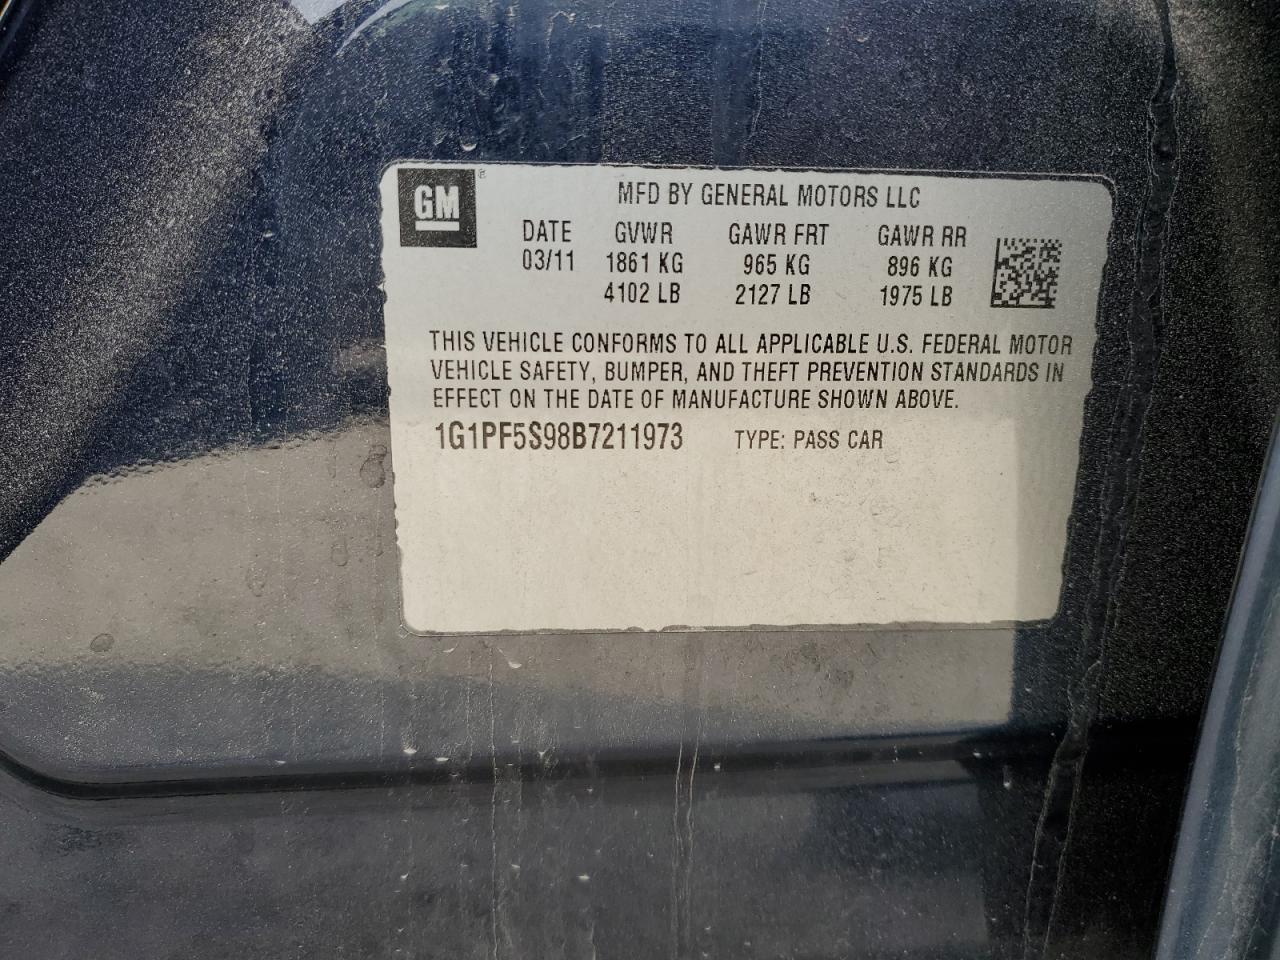 GM®
MFD BY GENERAL MOTORS LLC
DATE GVWR GAWR FRT GAWR RR
03/11 1861 KG 965 KG 896 KG
4102 LB 2127 LB 1975 LB
THIS VEHICLE CONFORMS TO ALL APPLICABLE U.S. FEDERAL MOTOR
VEHICLE SAFETY, BUMPER, AND THEFT PREVENTION STANDARDS IN
EFFECT ON THE DATE OF MANUFACTURE SHOWN ABOVE.
1G1PF5S98B7211973 TYPE: PASS CAR